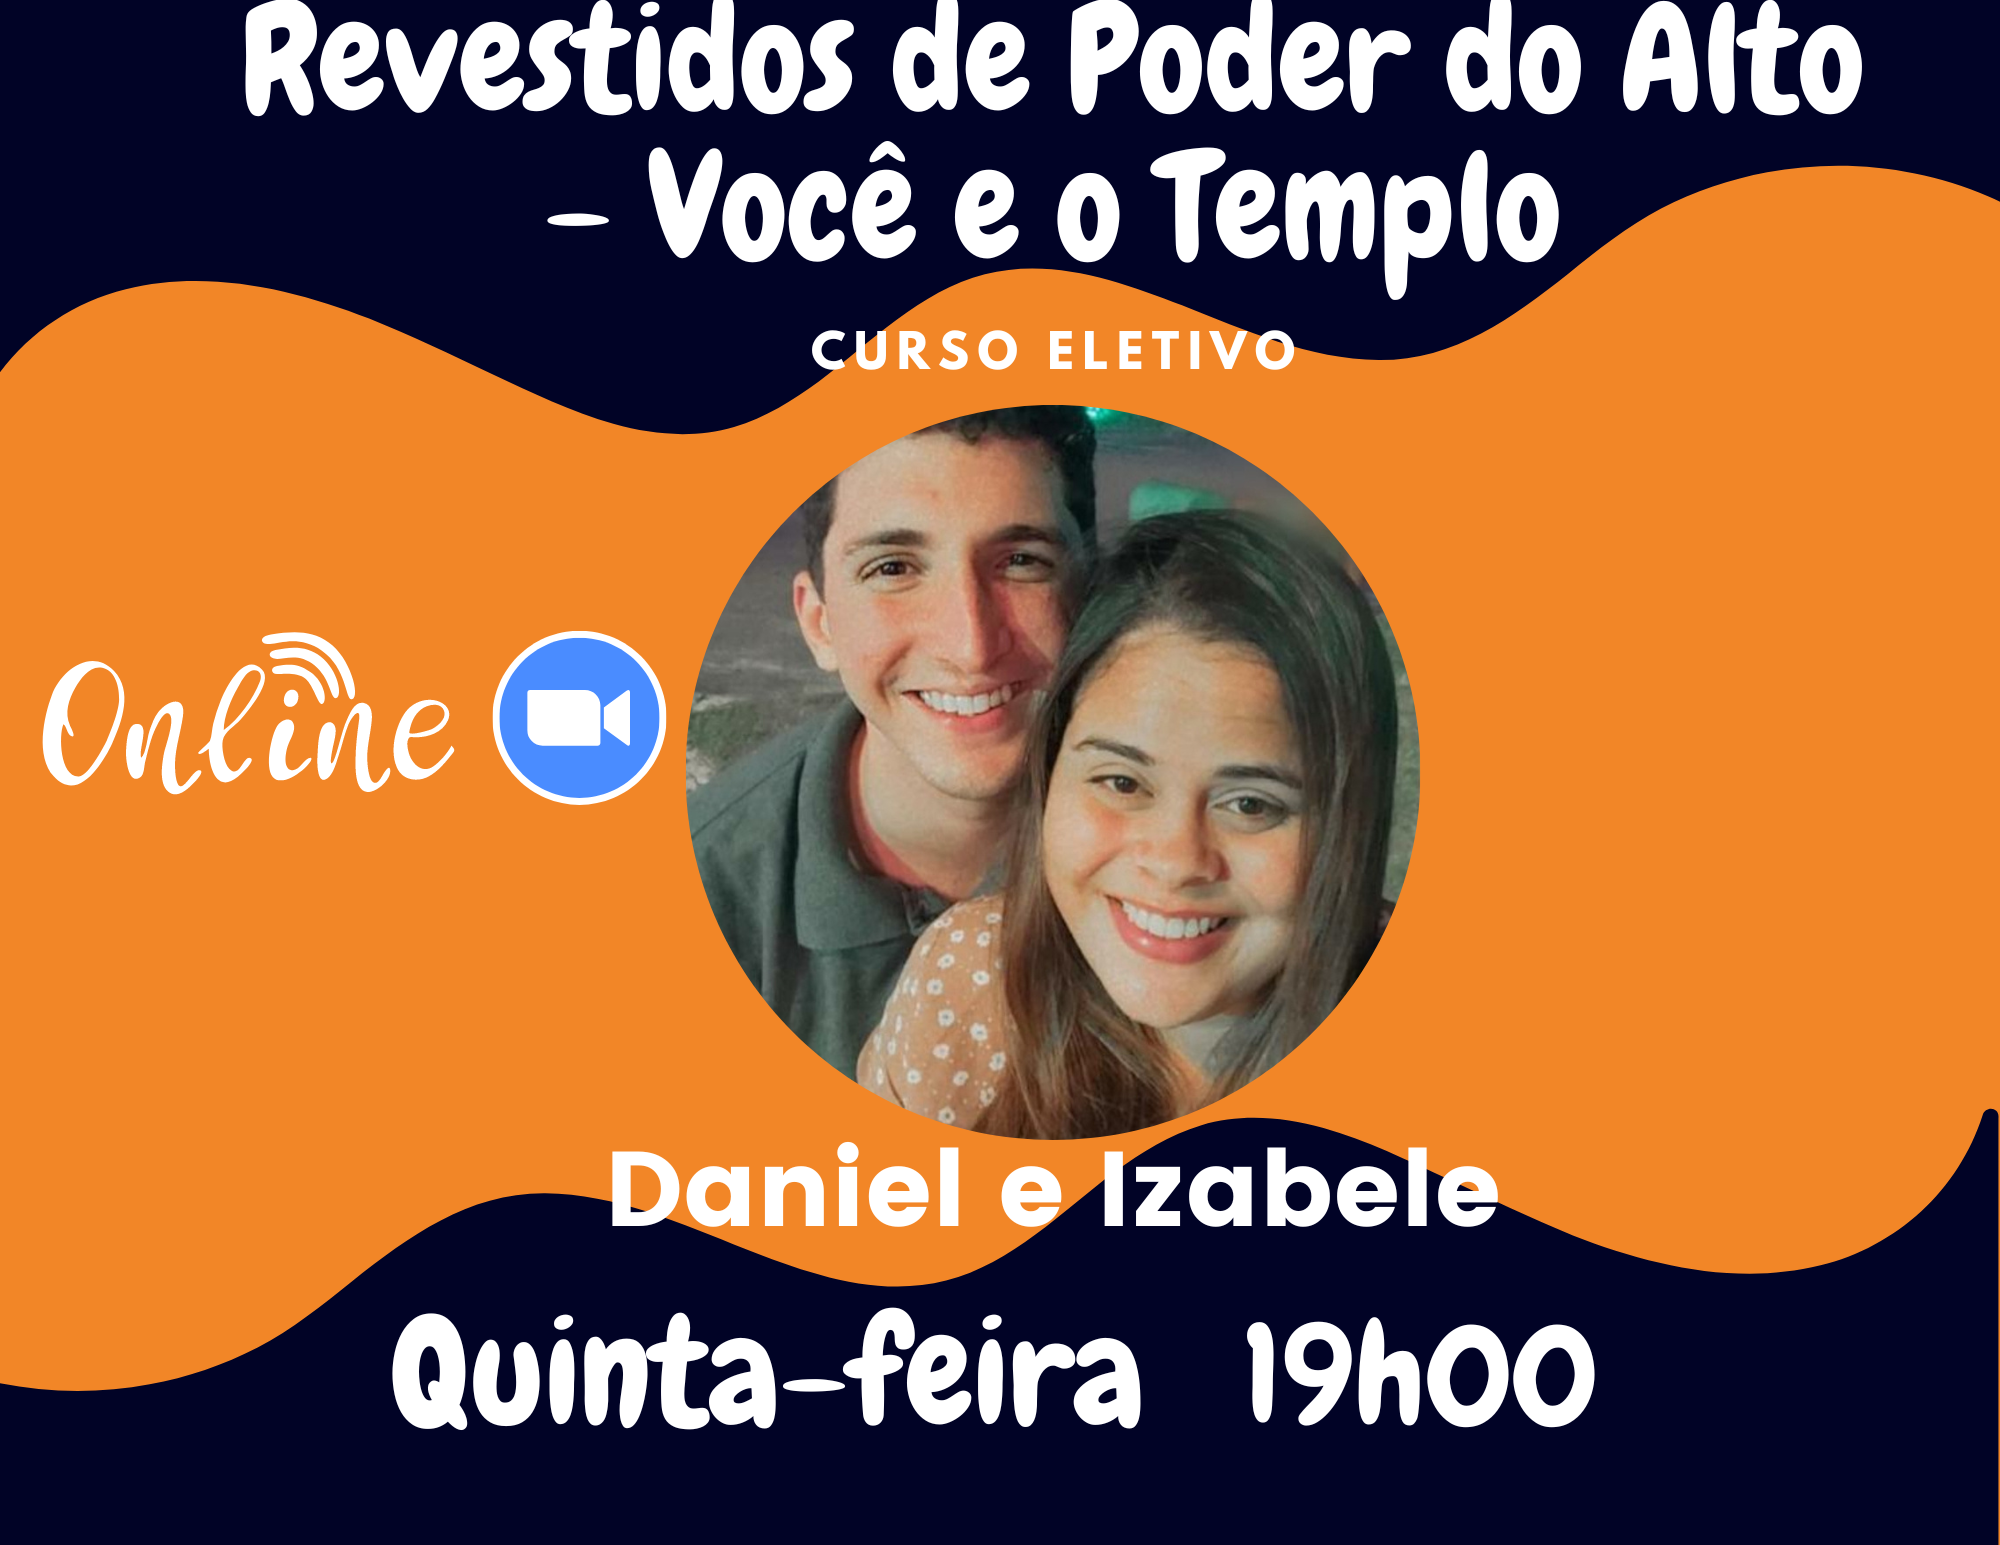 Revestidos de Poder do Alto
- Você e o Templo
CURSO ELETIVO
Online
Daniel e Izabele
Quinta-feira 19h00